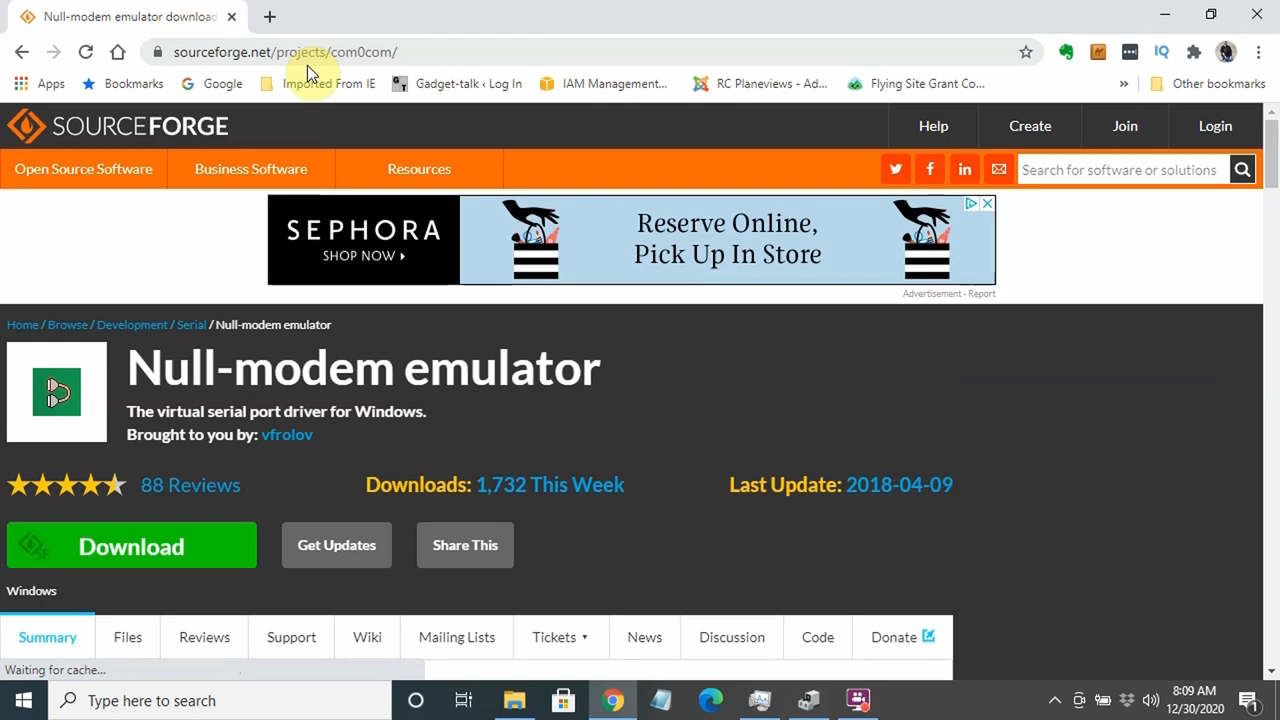 Null-modem emulator download
sourceforge.net/projects/com0com/
IQ
Apps Bookmarks Google Imported From IE Gadget-talk ‹ Log In IAM Management... RC Planeviews - Ad... Flying Site Grant Co... » Other bookmarks
SOURCEFORGE Help Create Join Login
Open Source Software Business Software Resources Search for software or solutions
SEPHORA
SHOP NOW
Reserve Online,
Pick Up In Store
Advertisement - Report
Home / Browse / Development / Serial / Null-modem emulator
Null-modem emulator
The virtual serial port driver for Windows.
Brought to you by: vfrolov
88 Reviews Downloads: 1,732 This Week Last Update: 2018-04-09
Download Get Updates Share This
Windows
Summary Files Reviews Support Wiki Mailing Lists Tickets News Discussion Code Donate
Waiting for cache...
Type here to search
8:09 AM
12/30/2020
1